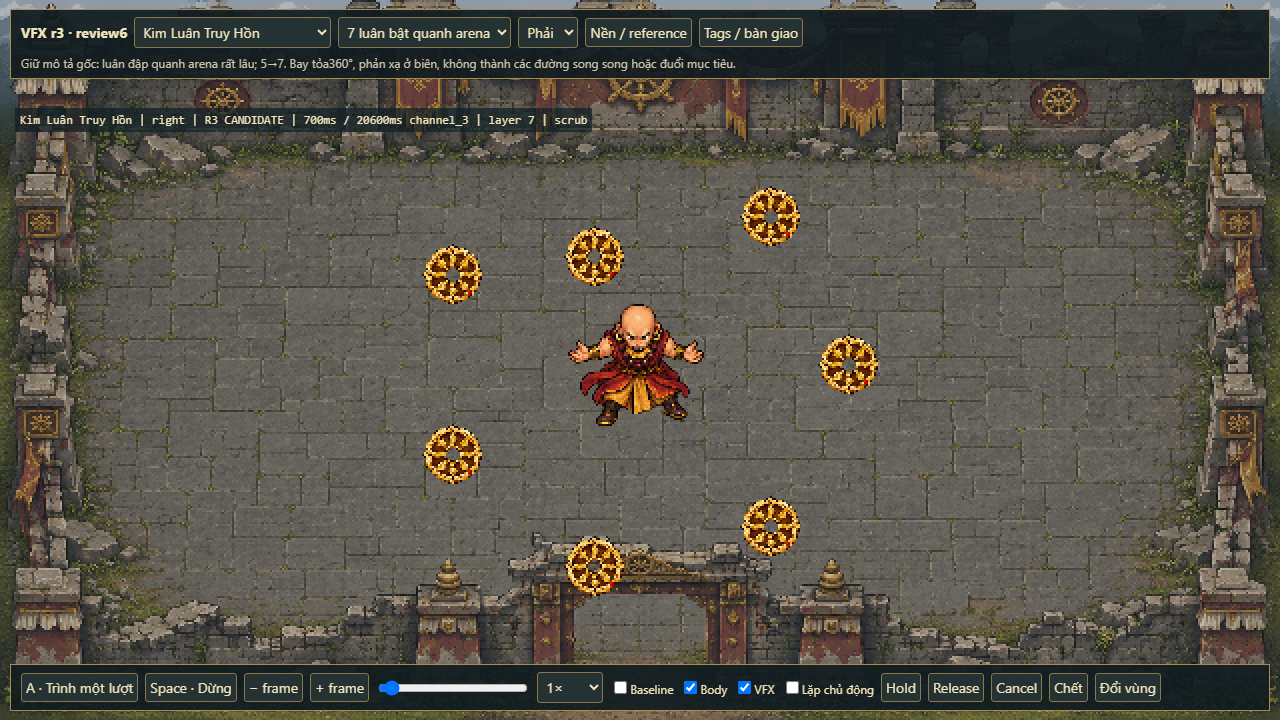 VFX r3 · review6 Kim Luân Truy Hồn 7 luân bật quanh arena Phải Nền / reference Tags / bàn giao
Giữ mô tả gốc: luân đập quanh arena rất lâu; 5→7. Bay tỏa360°, phản xạ ở biên, không thành các đường song song hoặc đuổi mục tiêu.
Kim Luân Truy Hồn | right | R3 CANDIDATE | 700ms / 20600ms channel_3 | layer 7 | scrub
A · Trình một lượt Space · Dừng − frame + frame 1× Baseline Body VFX Lặp chủ động Hold Release Cancel Chết Đổi vùng